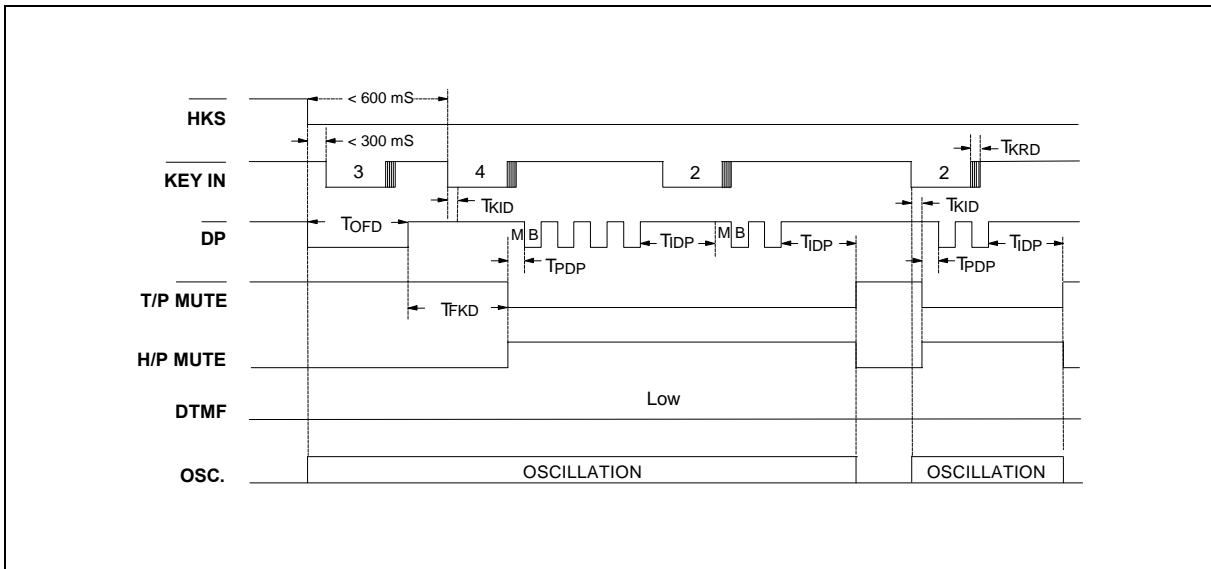 < 600 mS
HKS
< 300 mS
TKRD
KEY IN
3
4
2
2
TKID
TKID
TOFD
DP
M B
TIDP
M B
TIDP
TIDP
TPDP
TPDP
T/P MUTE
TFKD
H/P MUTE
Low
DTMF
OSC.
OSCILLATION
OSCILLATION